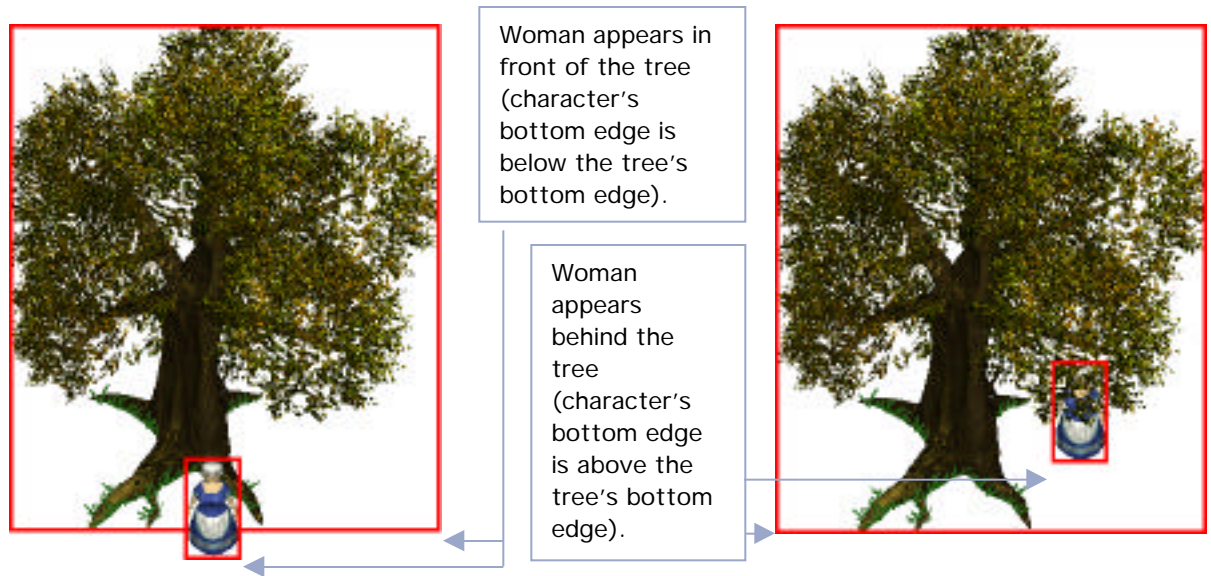 Woman appears in
front of the tree
(character's
bottom edge is
below the tree's
bottom edge).
Woman
appears
behind the
tree
(character's
bottom edge
is above the
tree's bottom
edge).